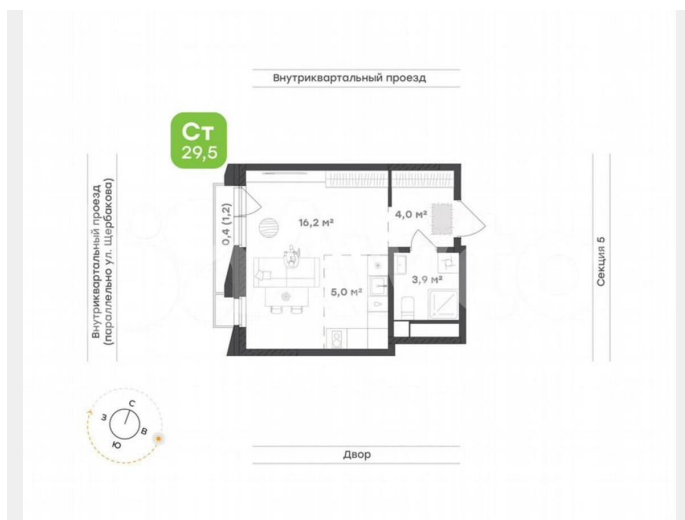 Внутриквартальный проезд
Ст
29,5
Внутриквартальный проезд
(параллельно ул. Щербакова)
0,4 (1,2)
16,2 м²
4,0 м²
5,0 м²
3,9 м²
Секция 5
С
З
В
Ю
Двор